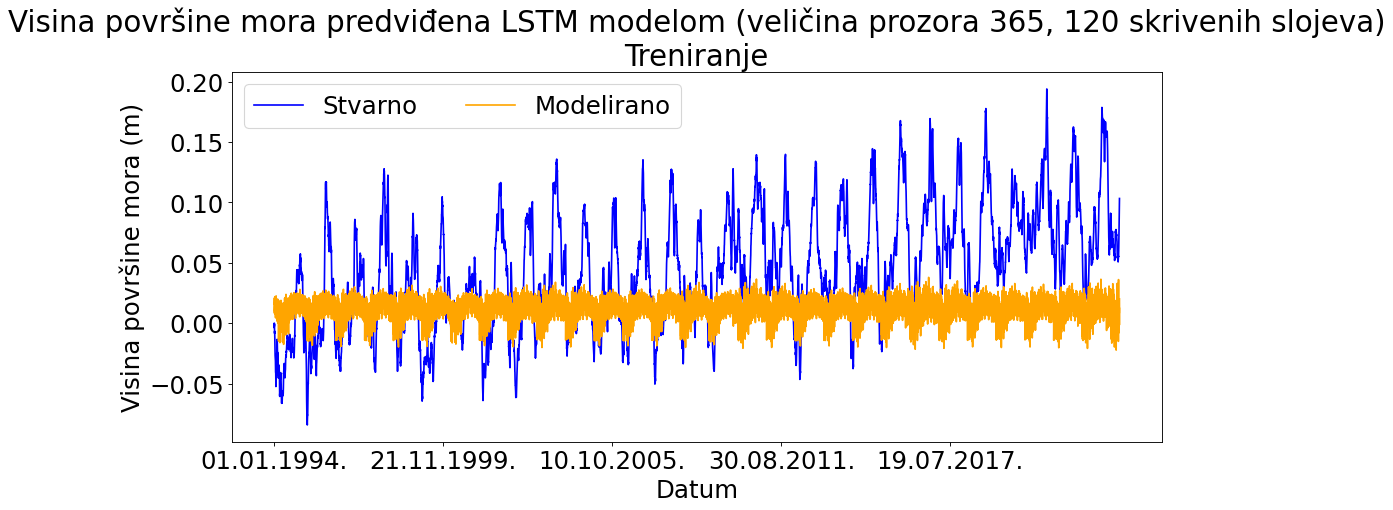 Visina površine mora predviđena LSTM modelom (veličina prozora 365, 120 skrivenih slojeva)
Treniranje
Stvarno
Modelirano
Visina površine mora (m)
0.20
0.15
0.10
0.05
0.00
−0.05
01.01.1994.
21.11.1999.
10.10.2005.
30.08.2011.
19.07.2017.
Datum